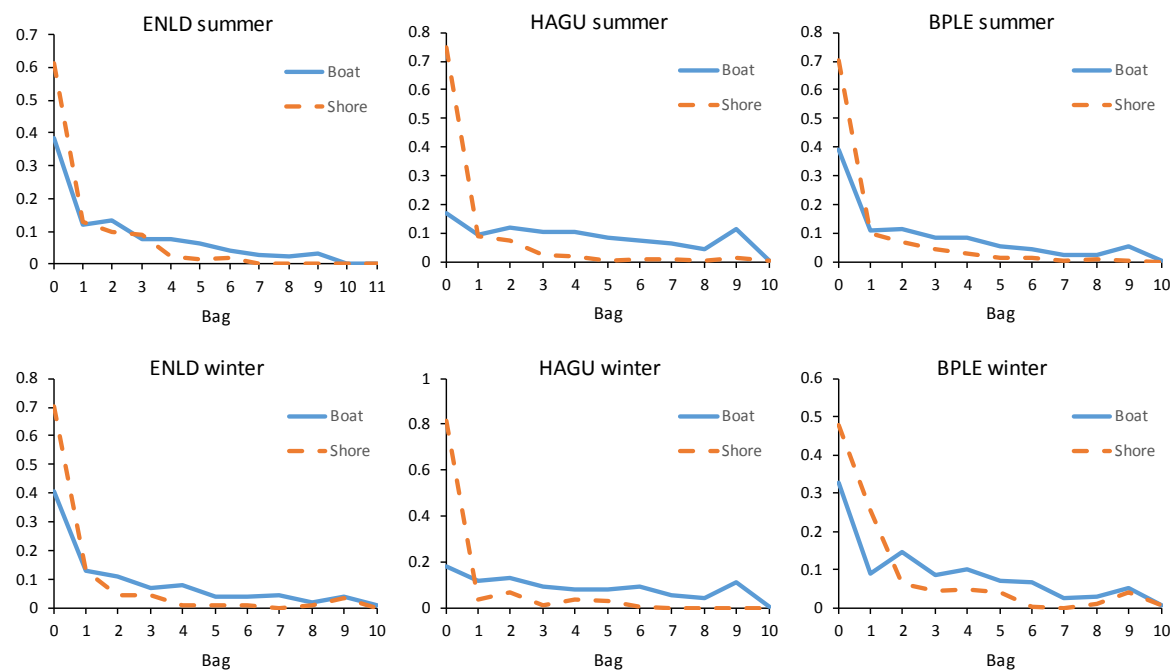 ENLD summer
0.7
0.6
0.5
0.4
0.3
0.2
0.1
0
Boat
Shore
0 1 2 3 4 5 6 7 8 9 10 11
Bag
HAGU summer
0.8
0.7
0.6
0.5
0.4
0.3
0.2
0.1
0
Boat
Shore
0 1 2 3 4 5 6 7 8 9 10
Bag
BPLE summer
0.8
0.7
0.6
0.5
0.4
0.3
0.2
0.1
0
Boat
Shore
0 1 2 3 4 5 6 7 8 9 10
Bag
ENLD winter
0.8
0.7
0.6
0.5
0.4
0.3
0.2
0.1
0
Boat
Shore
0 1 2 3 4 5 6 7 8 9 10
Bag
HAGU winter
1
0.8
0.6
0.4
0.2
0
Boat
Shore
0 1 2 3 4 5 6 7 8 9 10
Bag
BPLE winter
0.6
0.5
0.4
0.3
0.2
0.1
0
Boat
Shore
0 1 2 3 4 5 6 7 8 9 10
Bag